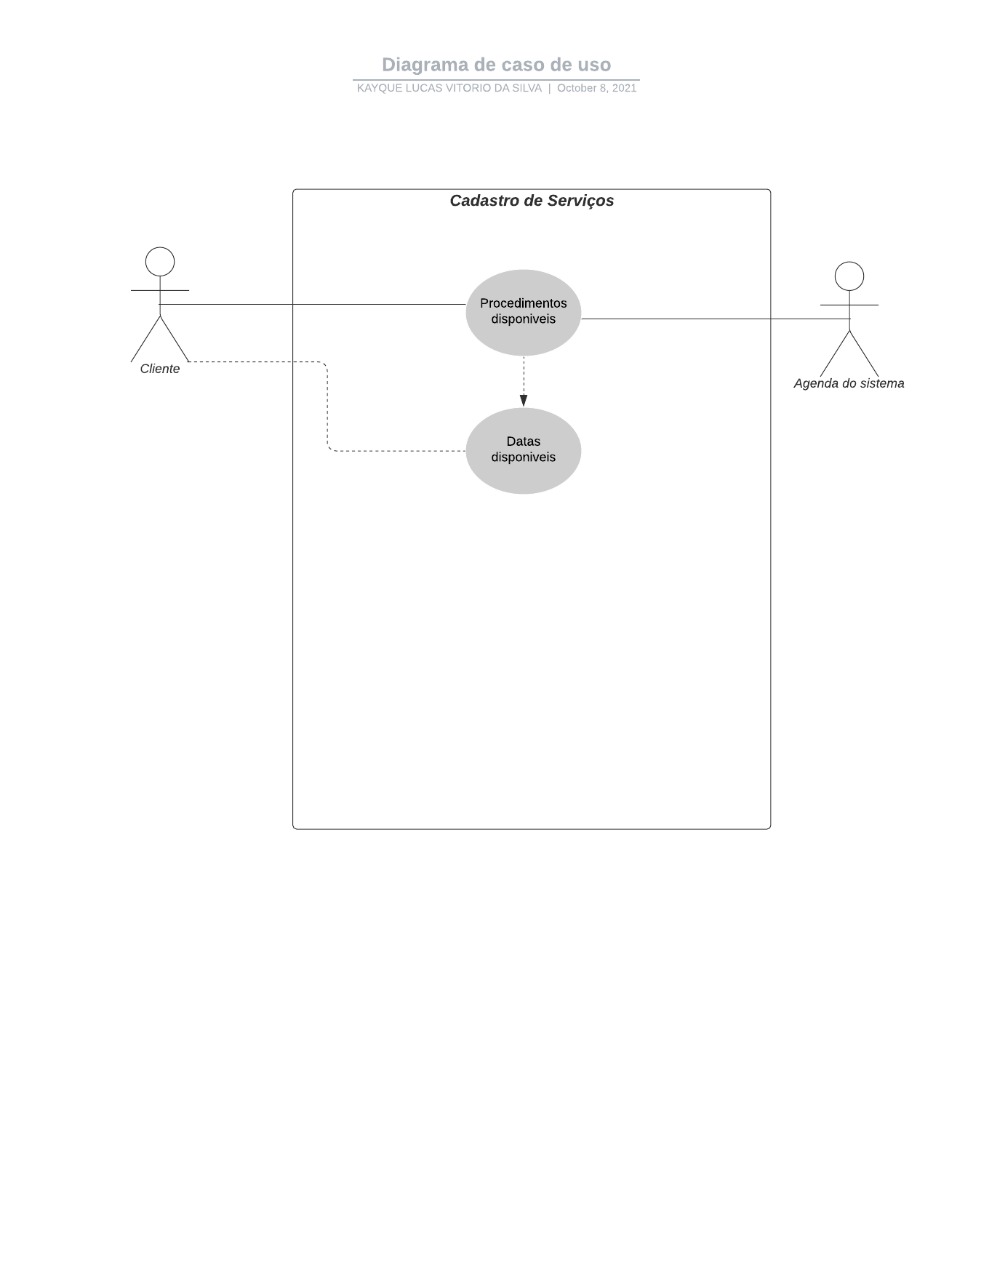 Diagrama de caso de uso
KAYQUE LUCAS VITORIO DA SILVA | October 8, 2021
Cadastro de Serviços
Procedimentos
disponiveis
Cliente
Agenda do sistema
Datas
disponiveis